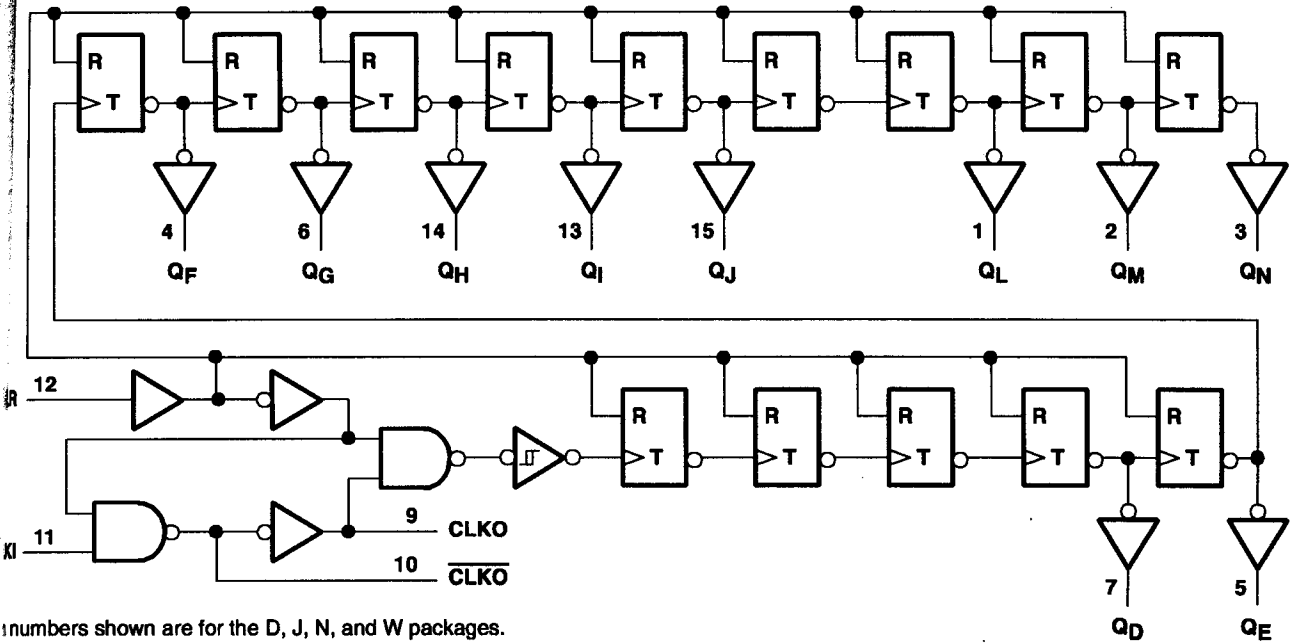 R R R R R R R R R
T T T T T T T T T
4 6 14 13 15 1 2 3
QF QG QH QI QJ QL QM QN
12
R R R R R
T T T T T
11
9 CLKO
10 CLKO
7 5
QD QE
numbers shown are for the D, J, N, and W packages.